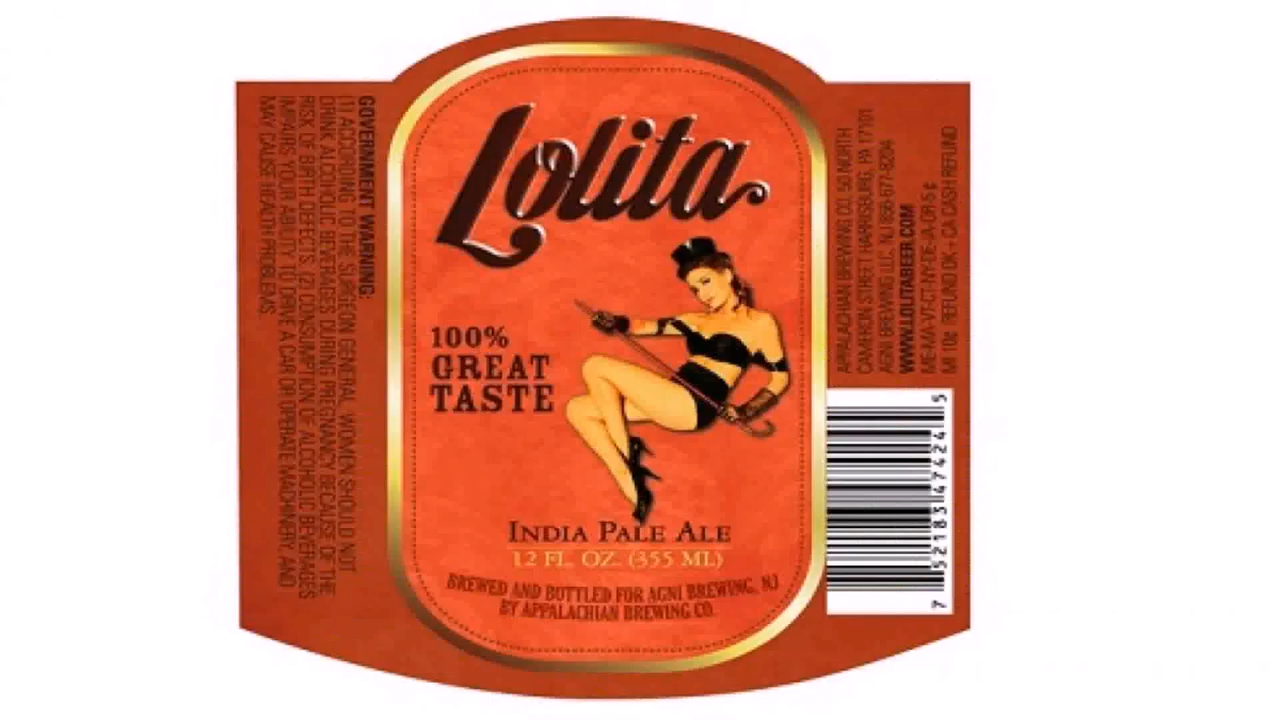 Lolita
100%
GREAT
TASTE
INDIA PALE ALE
12 FL. OZ. (355 ML)
BREWED AND BOTTLED FOR AGNI BREWING, NJ
BY APPALACHIAN BREWING CO.
GOVERNMENT WARNING:
(1) ACCORDING TO THE SURGEON GENERAL, WOMEN SHOULD NOT
DRINK ALCOHOLIC BEVERAGES DURING PREGNANCY BECAUSE OF THE
RISK OF BIRTH DEFECTS. (2) CONSUMPTION OF ALCOHOLIC BEVERAGES
IMPAIRS YOUR ABILITY TO DRIVE A CAR OR OPERATE MACHINERY, AND
MAY CAUSE HEALTH PROBLEMS.
APPALACHIAN BREWING CO, 50 NORTH
CAMERON STREET HARRISBURG, PA 17101
AGNI BREWING LLC, NJ 856-677-8204
WWW.LOLITABEER.COM
ME-MA-VT-CT-NY-DE-IA-OR 5¢
MI 10¢ REFUND OK + CA CASH REFUND
7 52183 47424 5